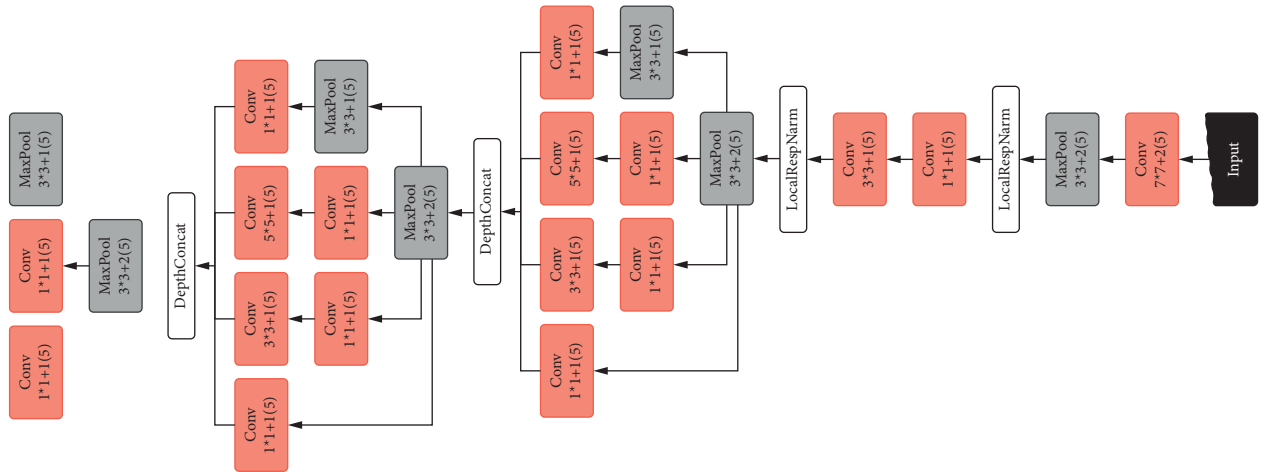 MaxPool
3*3+1(5)
Conv
1*1+1(5)
MaxPool
3*3+2(5)
Conv
1*1+1(5)
DepthConcat
Conv
1*1+1(5)
MaxPool
3*3+1(5)
Conv
5*5+1(5)
Conv
1*1+1(5)
Conv
3*3+1(5)
Conv
1*1+1(5)
Conv
1*1+1(5)
MaxPool
3*3+2(5)
DepthConcat
Conv
1*1+1(5)
MaxPool
3*3+1(5)
Conv
5*5+1(5)
Conv
1*1+1(5)
Conv
3*3+1(5)
Conv
1*1+1(5)
Conv
1*1+1(5)
MaxPool
3*3+2(5)
LocalRespNarm
Conv
3*3+1(5)
Conv
1*1+1(5)
LocalRespNarm
MaxPool
3*3+2(5)
Conv
7*7+2(5)
Input